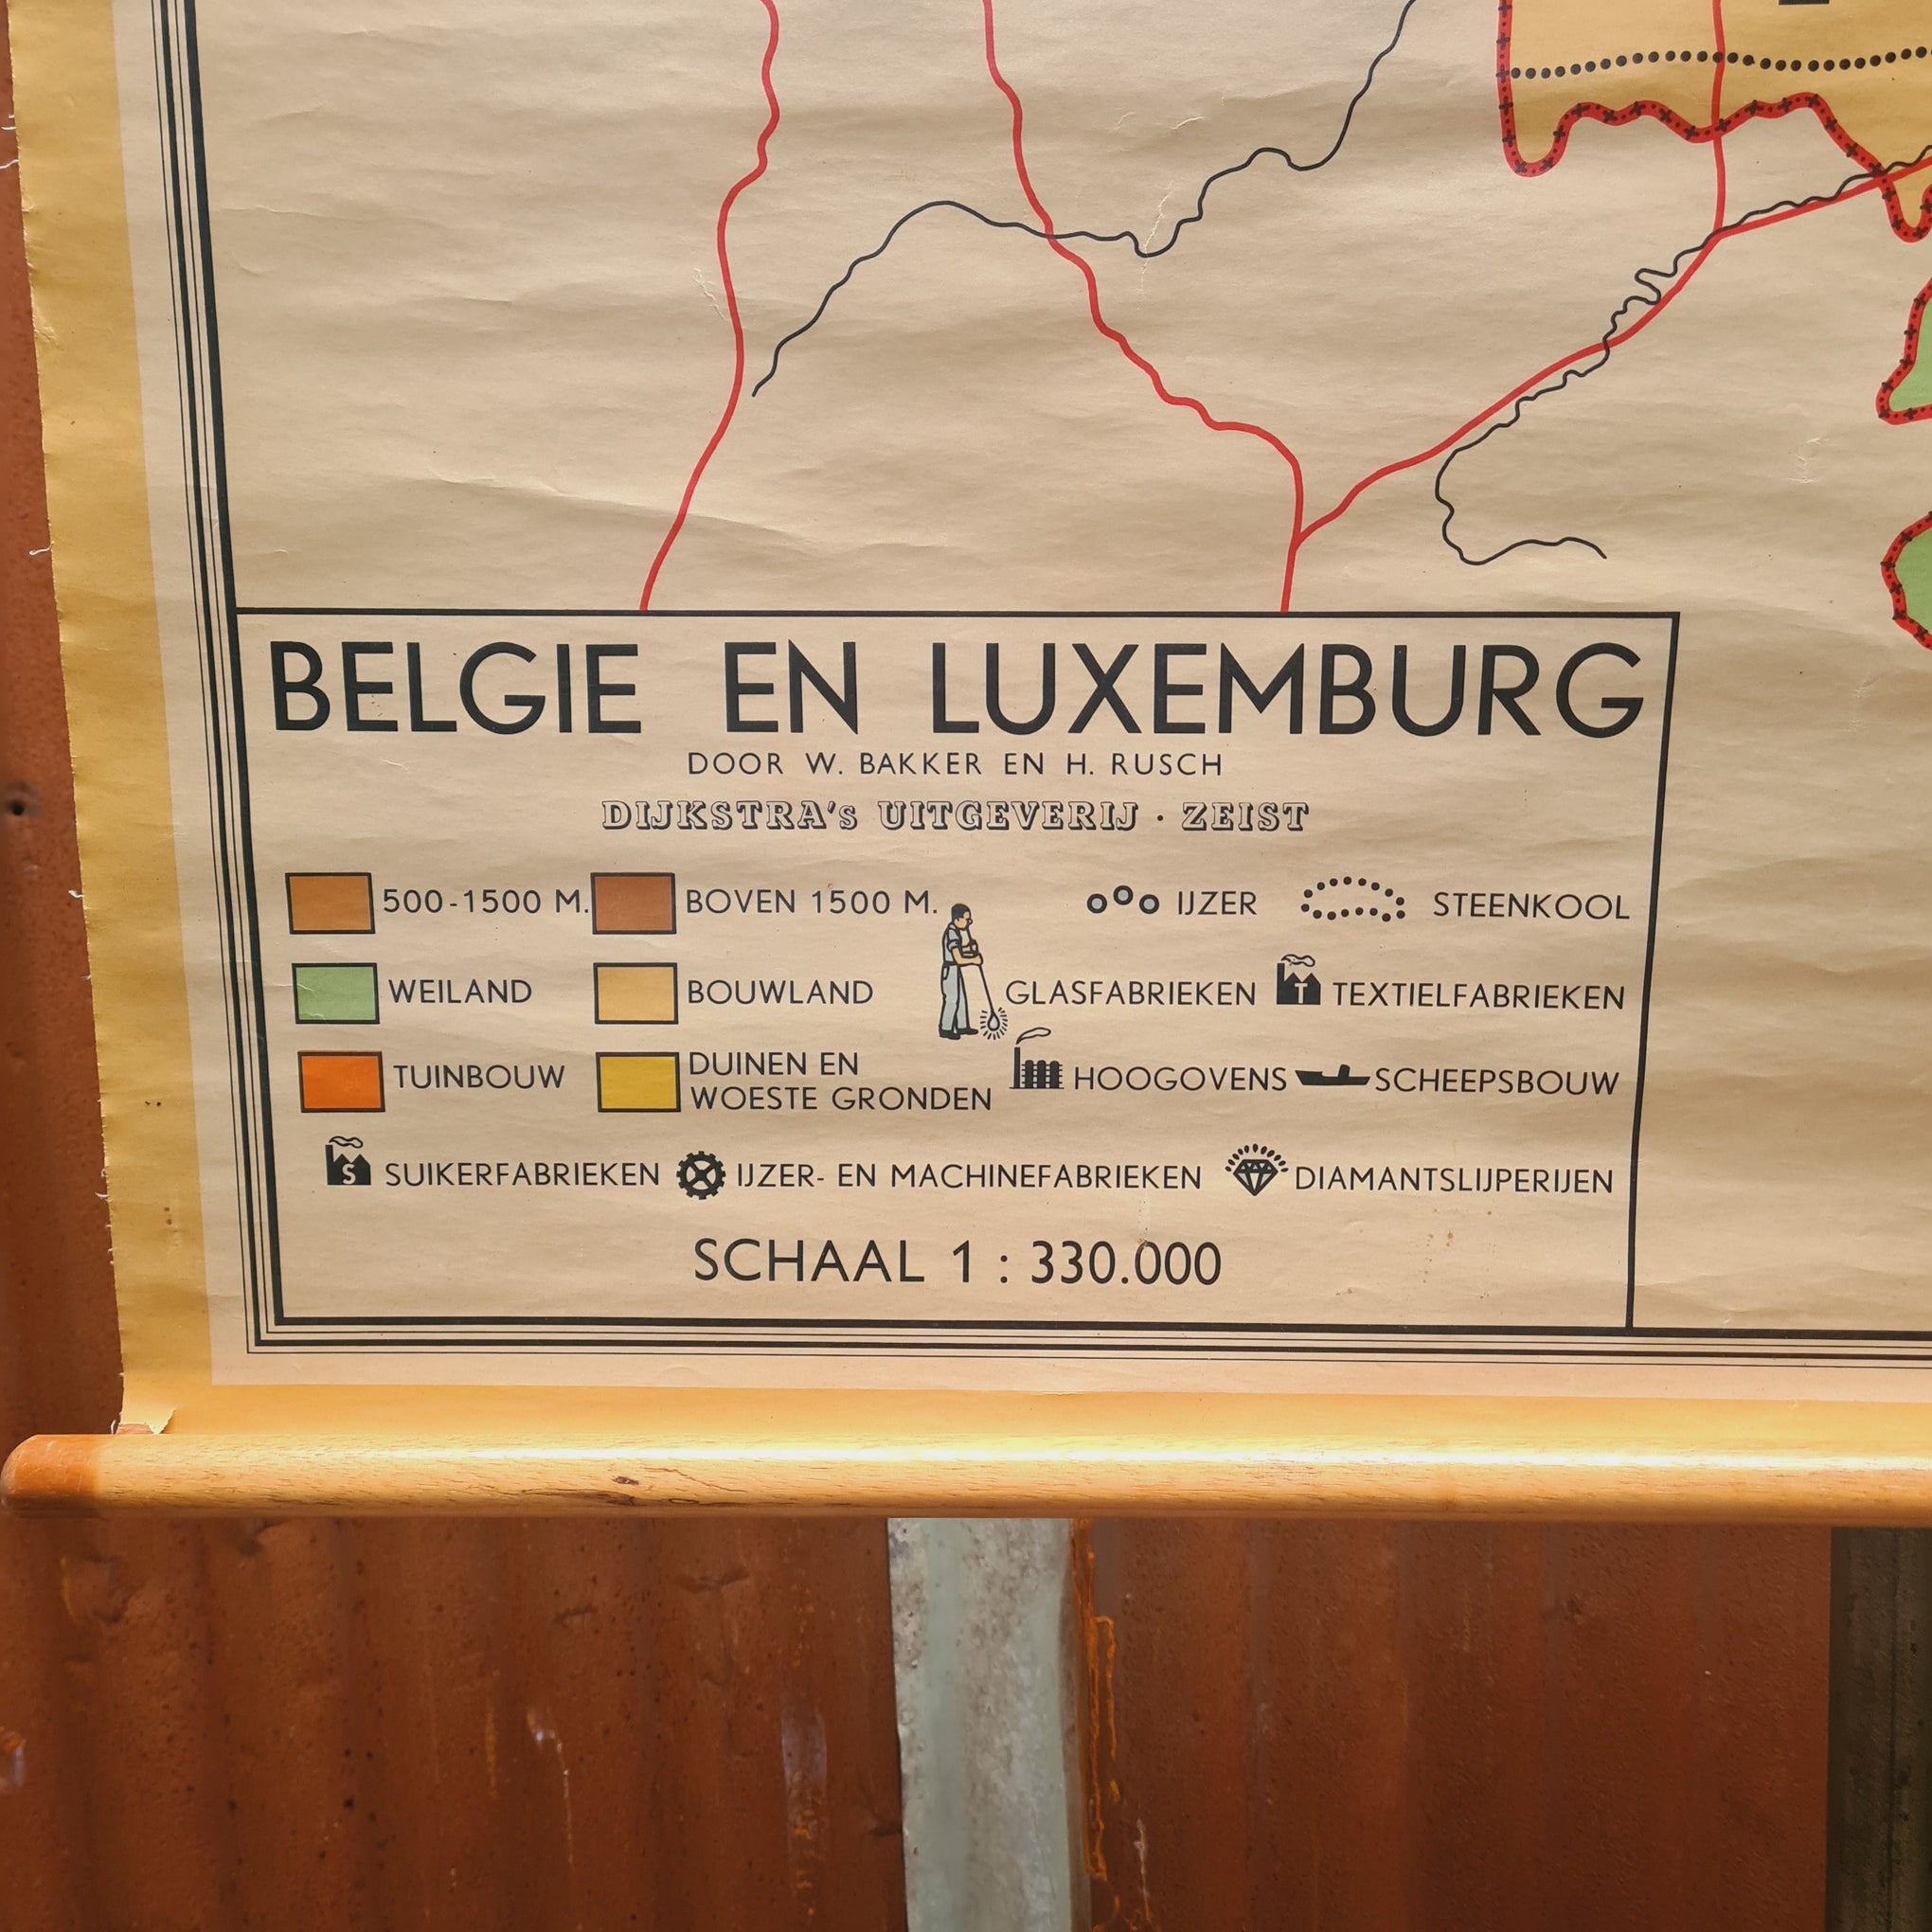 BELGIE EN LUXEMBURG
DOOR W. BAKKER EN H. RUSCH
DIJKSTRA's UITGEVERIJ · ZEIST
500-1500 M. BOVEN 1500 M. IJZER STEENKOOL
WEILAND BOUWLAND GLASFABRIEKEN T TEXTIELFABRIEKEN
TUINBOUW DUINEN EN
WOESTE GRONDEN HOOGOVENS SCHEEPSBOUW
S SUIKERFABRIEKEN IJZER- EN MACHINEFABRIEKEN DIAMANTSLIJPERIJEN
SCHAAL 1 : 330.000